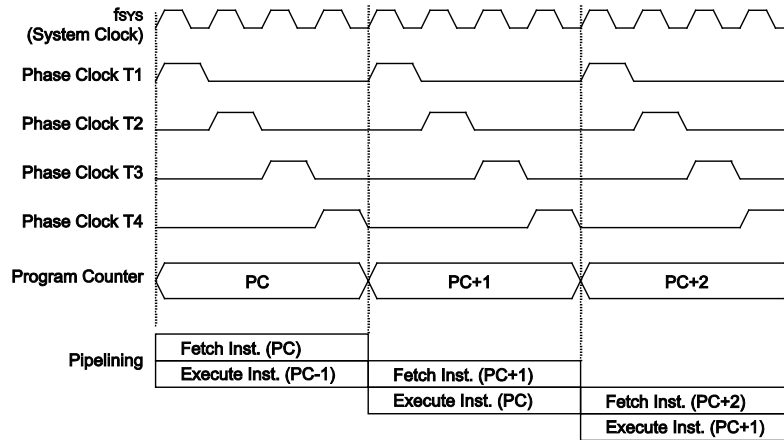 fSYS
(System Clock)
Phase Clock T1
Phase Clock T2
Phase Clock T3
Phase Clock T4
Program Counter PC PC+1 PC+2
Pipelining
Fetch Inst. (PC)
Execute Inst. (PC-1) Fetch Inst. (PC+1)
Execute Inst. (PC) Fetch Inst. (PC+2)
Execute Inst. (PC+1)